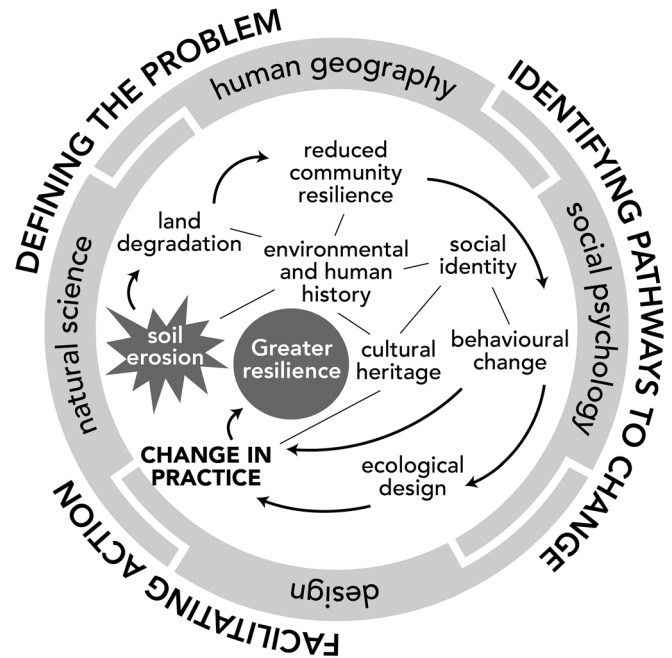 DEFINING THE PROBLEM
IDENTIFYING PATHWAYS TO CHANGE
FACILITATING ACTION
human geography
social psychology
design
natural science
reduced
community
resilience
land
degradation
environmental
and human
history
social
identity
soil
erosion
Greater
resilience
cultural
heritage
behavioural
change
CHANGE IN
PRACTICE
ecological
design